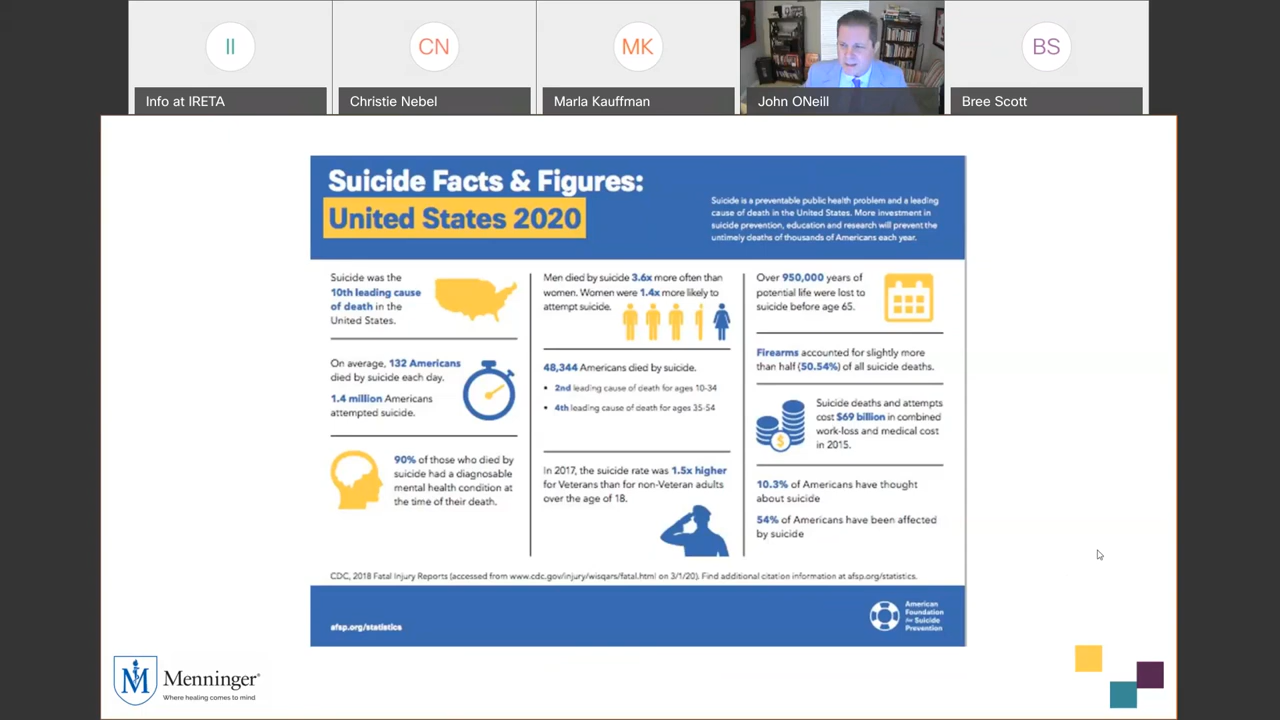 II
CN
MK
BS
Info at IRETA
Christie Nebel
Marla Kauffman
John ONeill
Bree Scott
Suicide Facts & Figures:
United States 2020
Suicide is a preventable public health problem and a leading
cause of death in the United States. More investment in
suicide prevention, education and research will prevent the
untimely deaths of thousands of Americans each year.
Suicide was the
10th leading cause
of death in the
United States.
On average, 132 Americans
died by suicide each day.
1.4 million Americans
attempted suicide.
90% of those who died by
suicide had a diagnosable
mental health condition at
the time of their death.
Men died by suicide 3.6x more often than
women. Women were 1.4x more likely to
attempt suicide.
48,344 Americans died by suicide.
• 2nd leading cause of death for ages 10-34
• 4th leading cause of death for ages 35-54
In 2017, the suicide rate was 1.5x higher
for Veterans than for non-Veteran adults
over the age of 18.
Over 950,000 years of
potential life were lost to
suicide before age 65.
Firearms accounted for slightly more
than half (50.54%) of all suicide deaths.
$
Suicide deaths and attempts
cost $69 billion in combined
work-loss and medical cost
in 2015.
10.3% of Americans have thought
about suicide
54% of Americans have been affected
by suicide
CDC, 2018 Fatal Injury Reports (accessed from www.cdc.gov/injury/wisqars/fatal.html on 3/1/20). Find additional citation information at afsp.org/statistics.
afsp.org/statistics
American
Foundation
for Suicide
Prevention
M
Menninger®
Where healing comes to mind